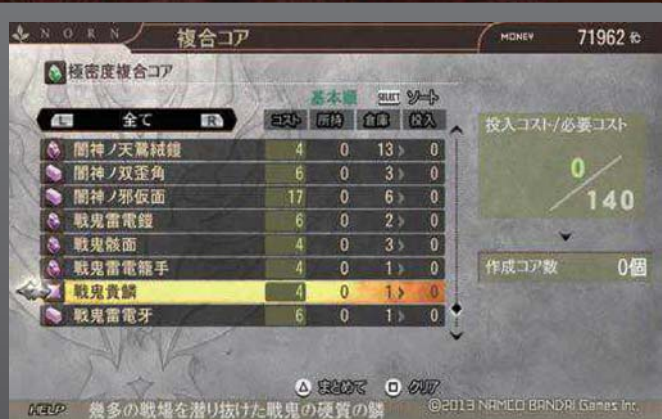 NORN 複合コア MONEY 71962 fc
極密度複合コア
基本順 SELECT ソート
L 全て R コスト 所持 倉庫 投入
闇神ノ天鵞絨鎧 4 0 13 0
闇神ノ双歪角 6 0 3 0
闇神ノ邪仮面 17 0 6 0
戦鬼雷電鎧 6 0 2 0
戦鬼骸面 4 0 3 0
戦鬼雷電籠手 4 0 1 0
戦鬼貴鱗 4 0 1 0
戦鬼雷電牙 6 0 1 0
投入コスト/必要コスト
0/140
作成コア数 0個
△ まとめて □ クリア
HELP 幾多の戦場を潜り抜けた戦鬼の硬質の鱗 ©2013 NAMCO BANDAI Games Inc.